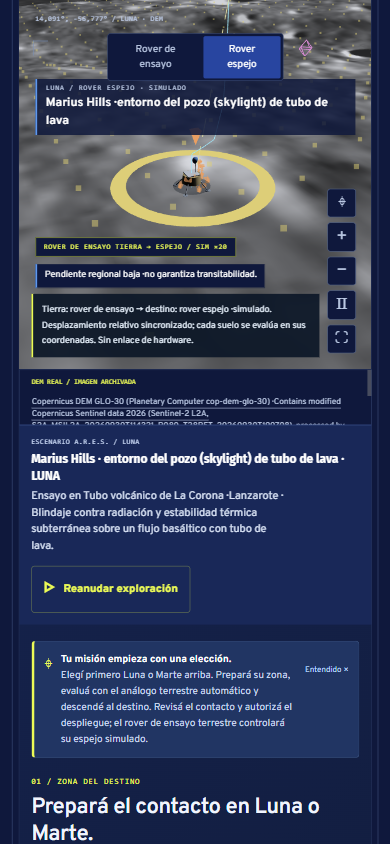 14,091°, -56,777° / LUNA · DEM
Rover de
ensayo
Rover
espejo
LUNA / ROVER ESPEJO · SIMULADO
Marius Hills ·entorno del pozo (skylight) de tubo de
lava
ROVER DE ENSAYO TIERRA → ESPEJO / SIM ×20
Pendiente regional baja ·no garantiza transitabilidad.
Tierra: rover de ensayo → destino: rover espejo ·simulado.
Desplazamiento relativo sincronizado; cada suelo se evalúa en sus
coordenadas. Sin enlace de hardware.
DEM REAL / IMAGEN ARCHIVADA
Copernicus DEM GLO-30 (Planetary Computer cop-dem-glo-30) ·Contains modified
Copernicus Sentinel data 2026 (Sentinel-2 L2A,
ESCENARIO A.R.E.S. / LUNA
Marius Hills · entorno del pozo (skylight) de tubo de lava ·
LUNA
Ensayo en Tubo volcánico de La Corona ·Lanzarote ·
Blindaje contra radiación y estabilidad térmica
subterránea sobre un flujo basáltico con tubo de
lava.
Reanudar exploración
Tu misión empieza con una elección.
Elegí primero Luna o Marte arriba. Prepará su zona,
evaluá con el análogo terrestre automático y
descendé al destino. Revisá el contacto y autorizá el
despliegue; el rover de ensayo terrestre controlará
su espejo simulado.
Entendido ×
01 / ZONA DEL DESTINO
Prepará el contacto en Luna o
Marte.